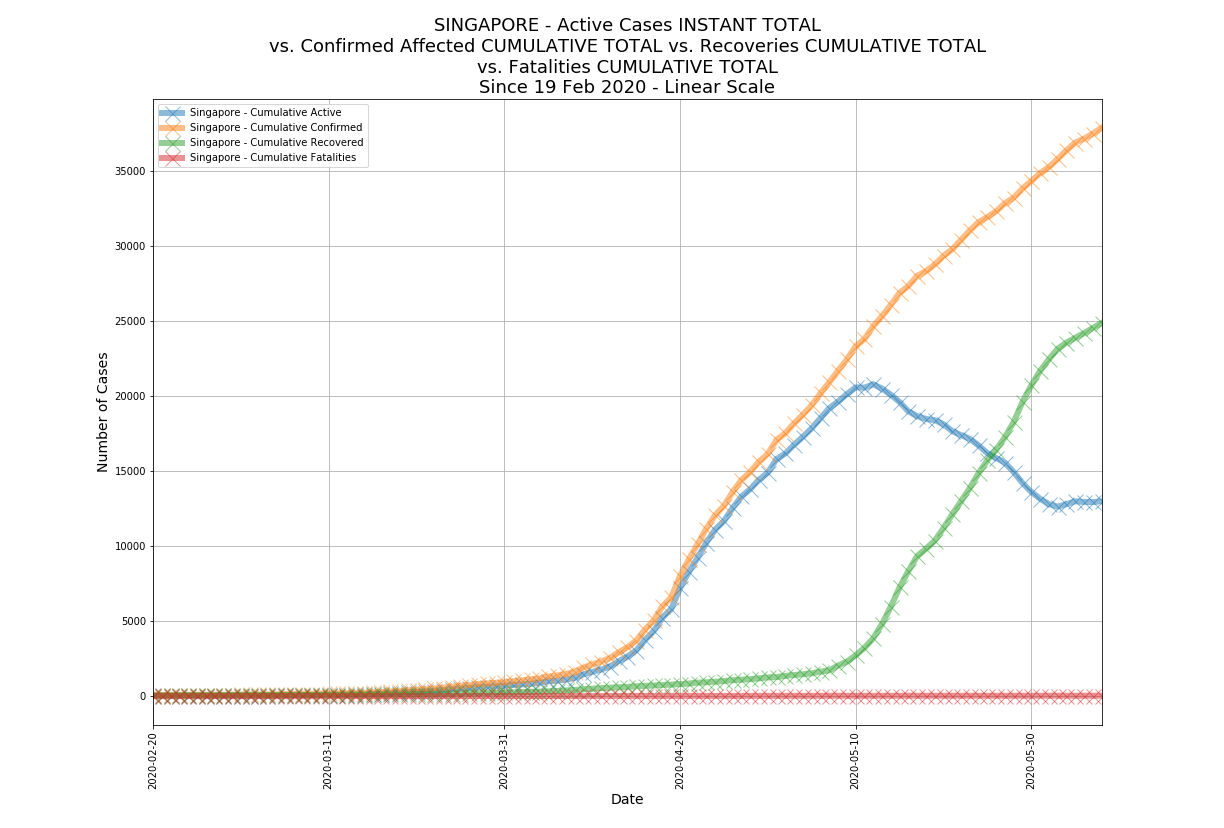 SINGAPORE - Active Cases INSTANT TOTAL
vs. Confirmed Affected CUMULATIVE TOTAL vs. Recoveries CUMULATIVE TOTAL
vs. Fatalities CUMULATIVE TOTAL
Since 19 Feb 2020 - Linear Scale
Singapore - Cumulative Active
Singapore - Cumulative Confirmed
Singapore - Cumulative Recovered
Singapore - Cumulative Fatalities
Number of Cases
35000
30000
25000
20000
15000
10000
5000
0
2020-02-20
2020-03-11
2020-03-31
2020-04-20
2020-05-10
2020-05-30
Date